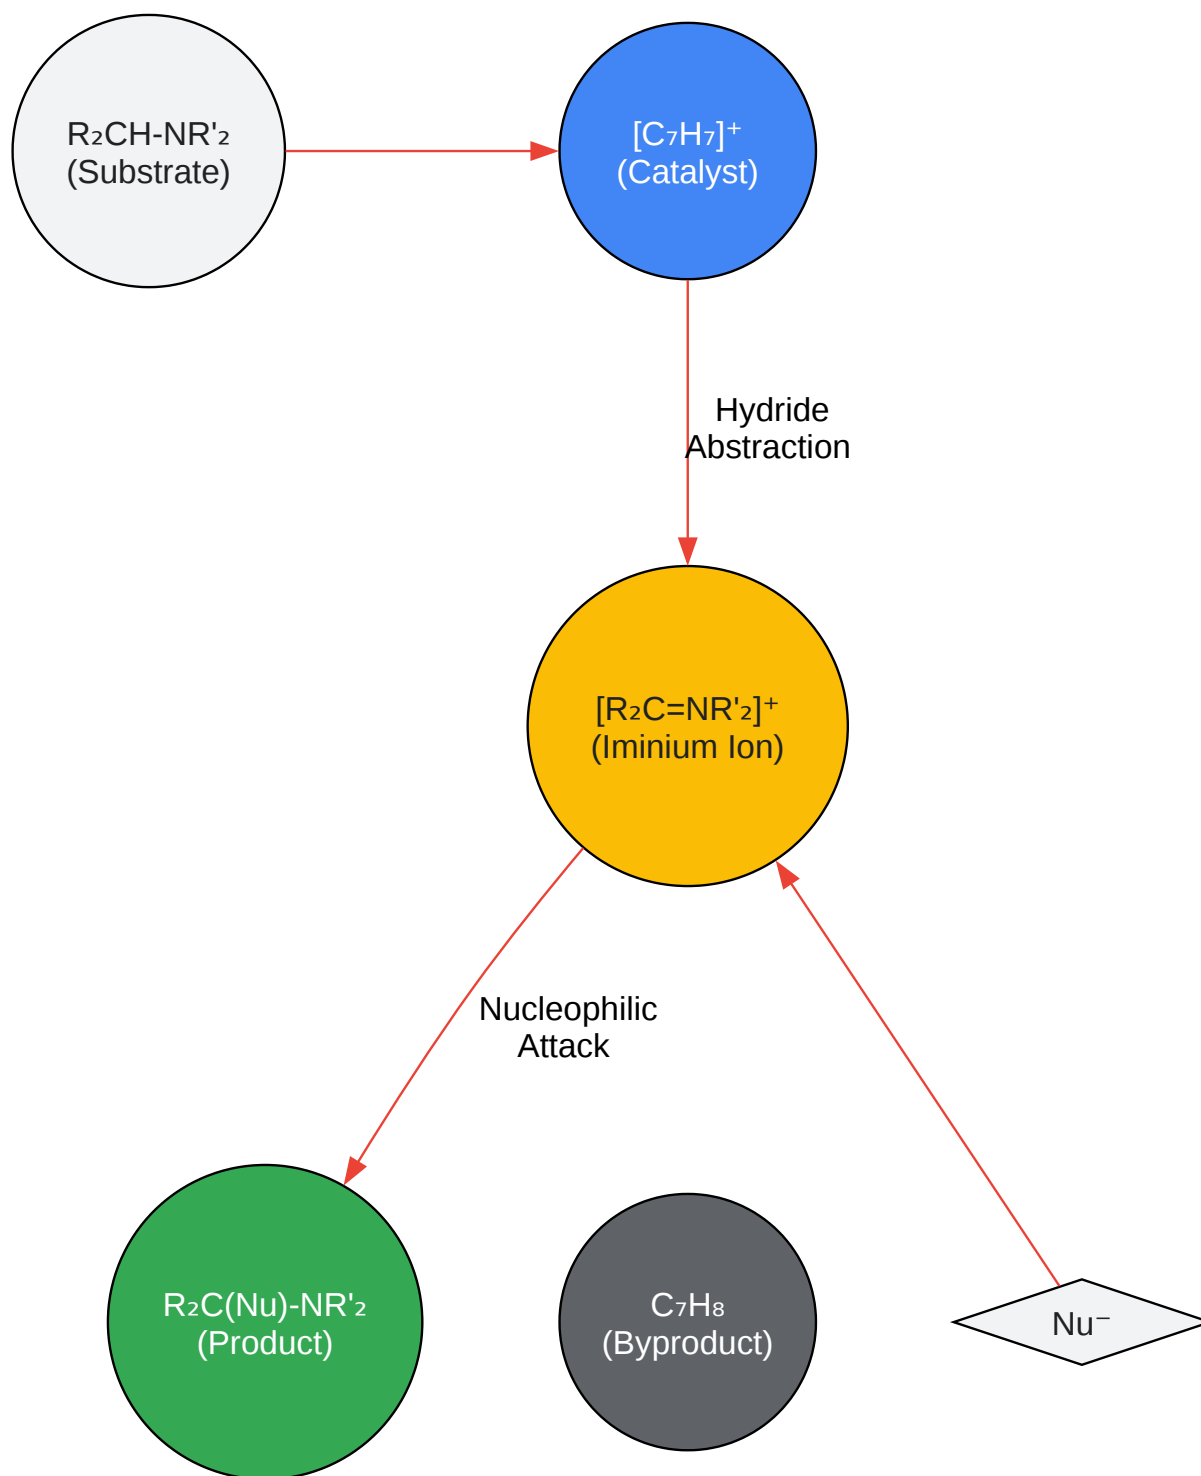 R₂CH-NR'₂
(Substrate)
[C₇H₇]⁺
(Catalyst)
Hydride
Abstraction
[R₂C=NR'₂]⁺
(Iminium Ion)
Nucleophilic
Attack
R₂C(Nu)-NR'₂
(Product)
C₇H₈
(Byproduct)
Nu⁻